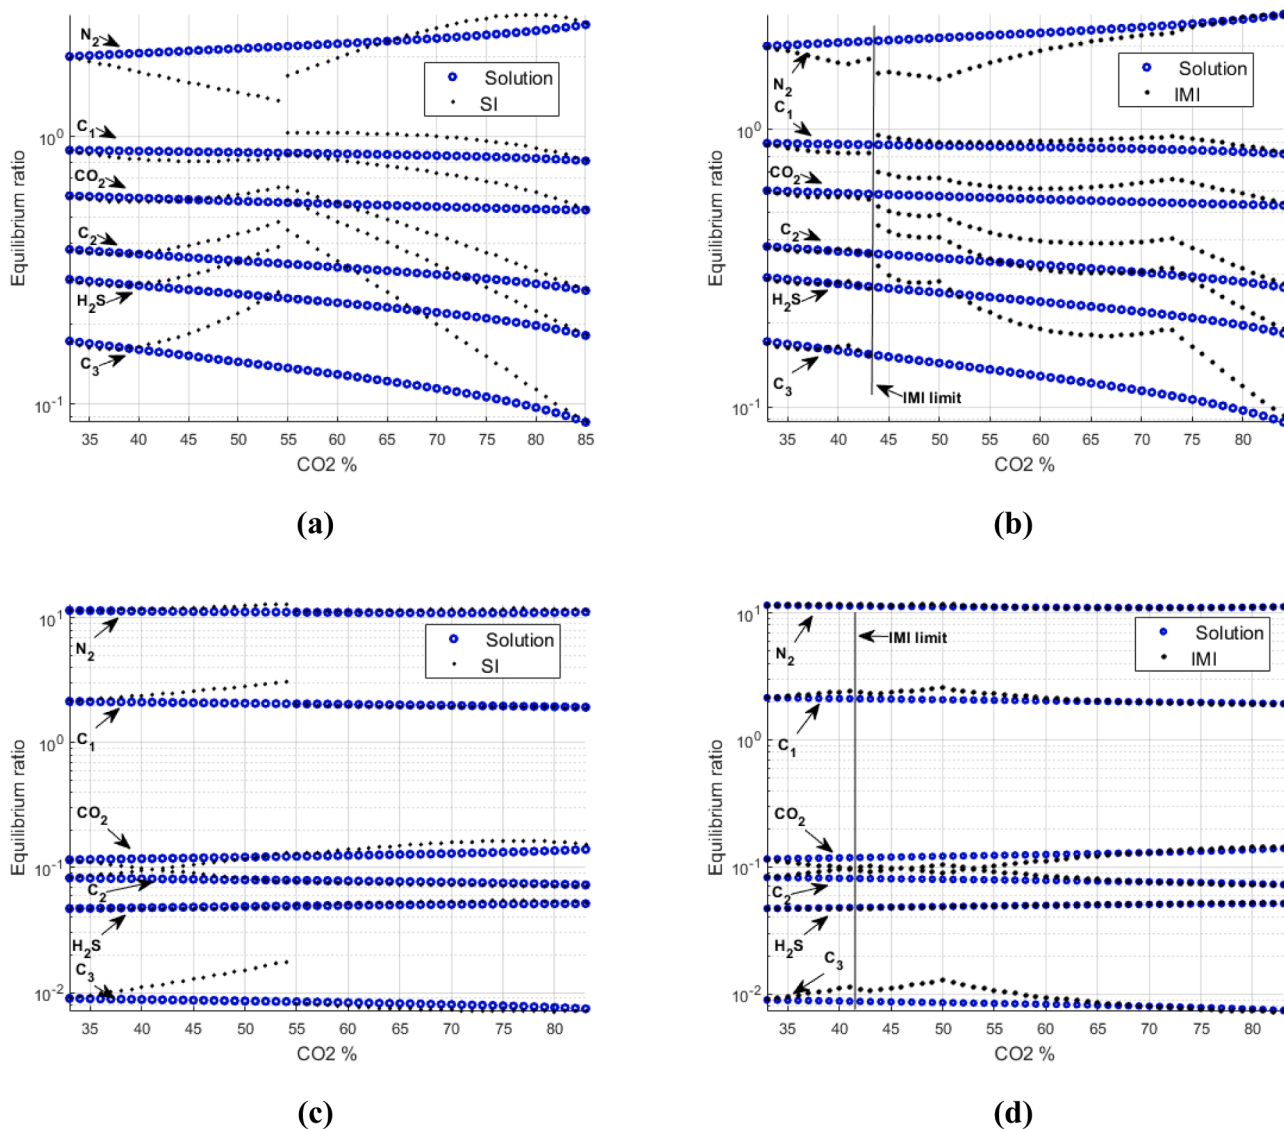 N2
C1
CO2
C2
H2S
C3
Solution
SI
10^0
10^-1
Equilibrium ratio
35 40 45 50 55 60 65 70 75 80 85
CO2 %
(a)
N2
C1
CO2
C2
H2S
C3
Solution
IMI
IMI limit
10^0
10^-1
Equilibrium ratio
35 40 45 50 55 60 65 70 75 80
CO2 %
(b)
10^1
10^0
10^-1
10^-2
N2
C1
CO2
C2
H2S
C3
Solution
SI
Equilibrium ratio
35 40 45 50 55 60 65 70 75 80
CO2 %
(c)
10^1
10^0
10^-1
10^-2
IMI limit
N2
C1
CO2
C2
H2S
C3
Solution
IMI
Equilibrium ratio
35 40 45 50 55 60 65 70 75 80
CO2 %
(d)